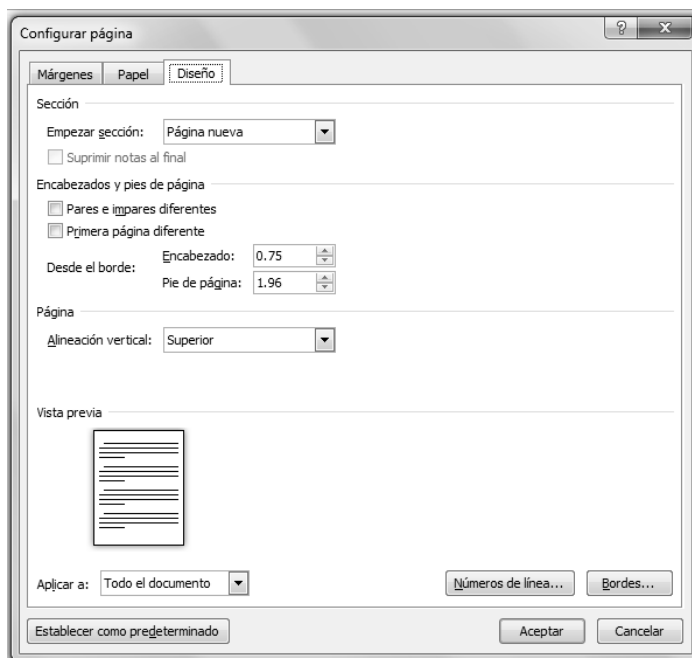 Configurar página
Márgenes Papel Diseño
Sección
Empezar sección: Página nueva
Suprimir notas al final
Encabezados y pies de página
Pares e impares diferentes
Primera página diferente
Desde el borde: Encabezado: 0.75
Pie de página: 1.96
Página
Alineación vertical: Superior
Vista previa
Aplicar a: Todo el documento Números de línea... Bordes...
Establecer como predeterminado Aceptar Cancelar